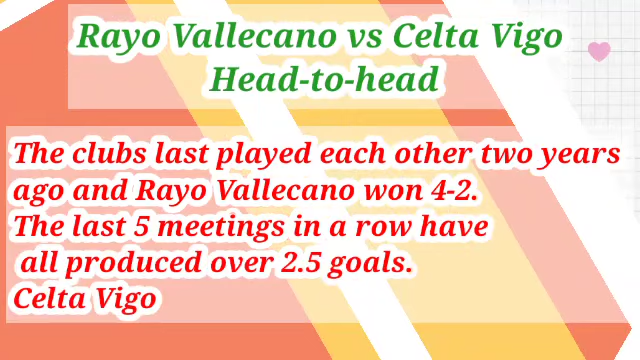 Rayo Vallecano vs Celta Vigo
Head-to-head
The clubs last played each other two years
ago and Rayo Vallecano won 4-2.
The last 5 meetings in a row have
all produced over 2.5 goals.
Celta Vigo